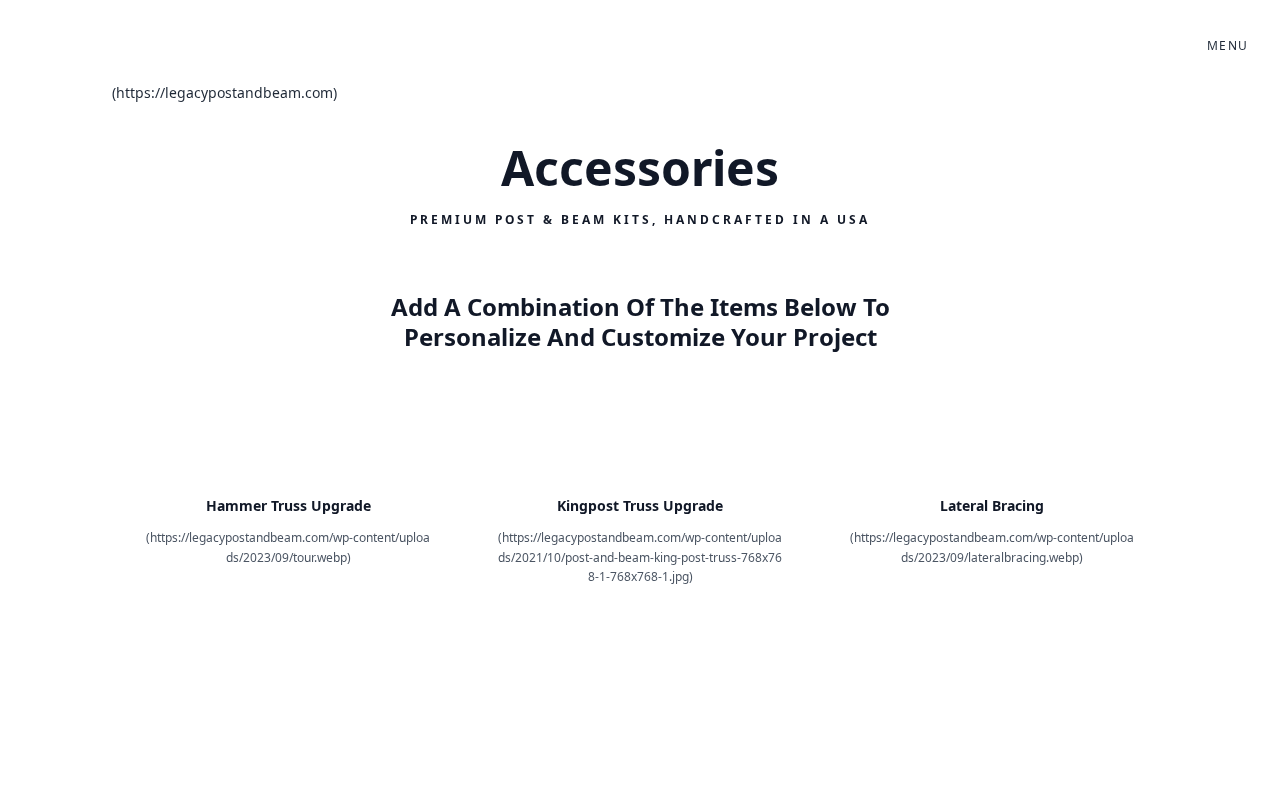 MENU
(https://legacypostandbeam.com)
Accessories
PREMIUM POST & BEAM KITS, HANDCRAFTED IN A USA
Add A Combination Of The Items Below To
Personalize And Customize Your Project
Hammer Truss Upgrade
(https://legacypostandbeam.com/wp-content/uploa
ds/2023/09/tour.webp)
Kingpost Truss Upgrade
(https://legacypostandbeam.com/wp-content/uploa
ds/2021/10/post-and-beam-king-post-truss-768x76
8-1-768x768-1.jpg)
Lateral Bracing
(https://legacypostandbeam.com/wp-content/uploa
ds/2023/09/lateralbracing.webp)